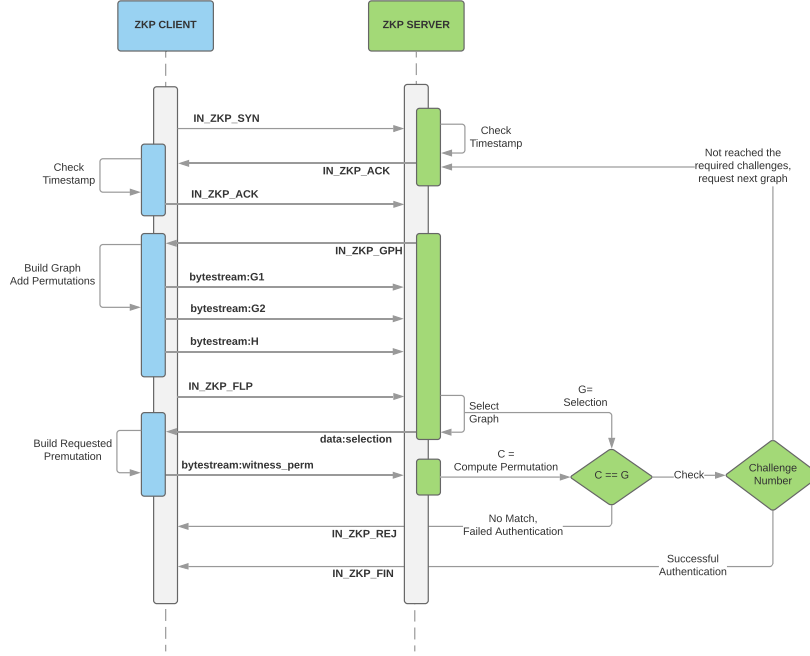 ZKP CLIENT
ZKP SERVER
IN_ZKP_SYN
Check
Timestamp
Not reached the
required challenges,
request next graph
Check
Timestamp
IN_ZKP_ACK
IN_ZKP_ACK
IN_ZKP_GPH
Build Graph
Add Permutations
bytestream:G1
bytestream:G2
bytestream:H
IN_ZKP_FLP
G=
Selection
Select
Graph
data:selection
Build Requested
Premutation
bytestream:witness_perm
C =
Compute Permutation
C == G
Check
Challenge
Number
No Match,
Failed Authentication
IN_ZKP_REJ
Successful
Authentication
IN_ZKP_FIN